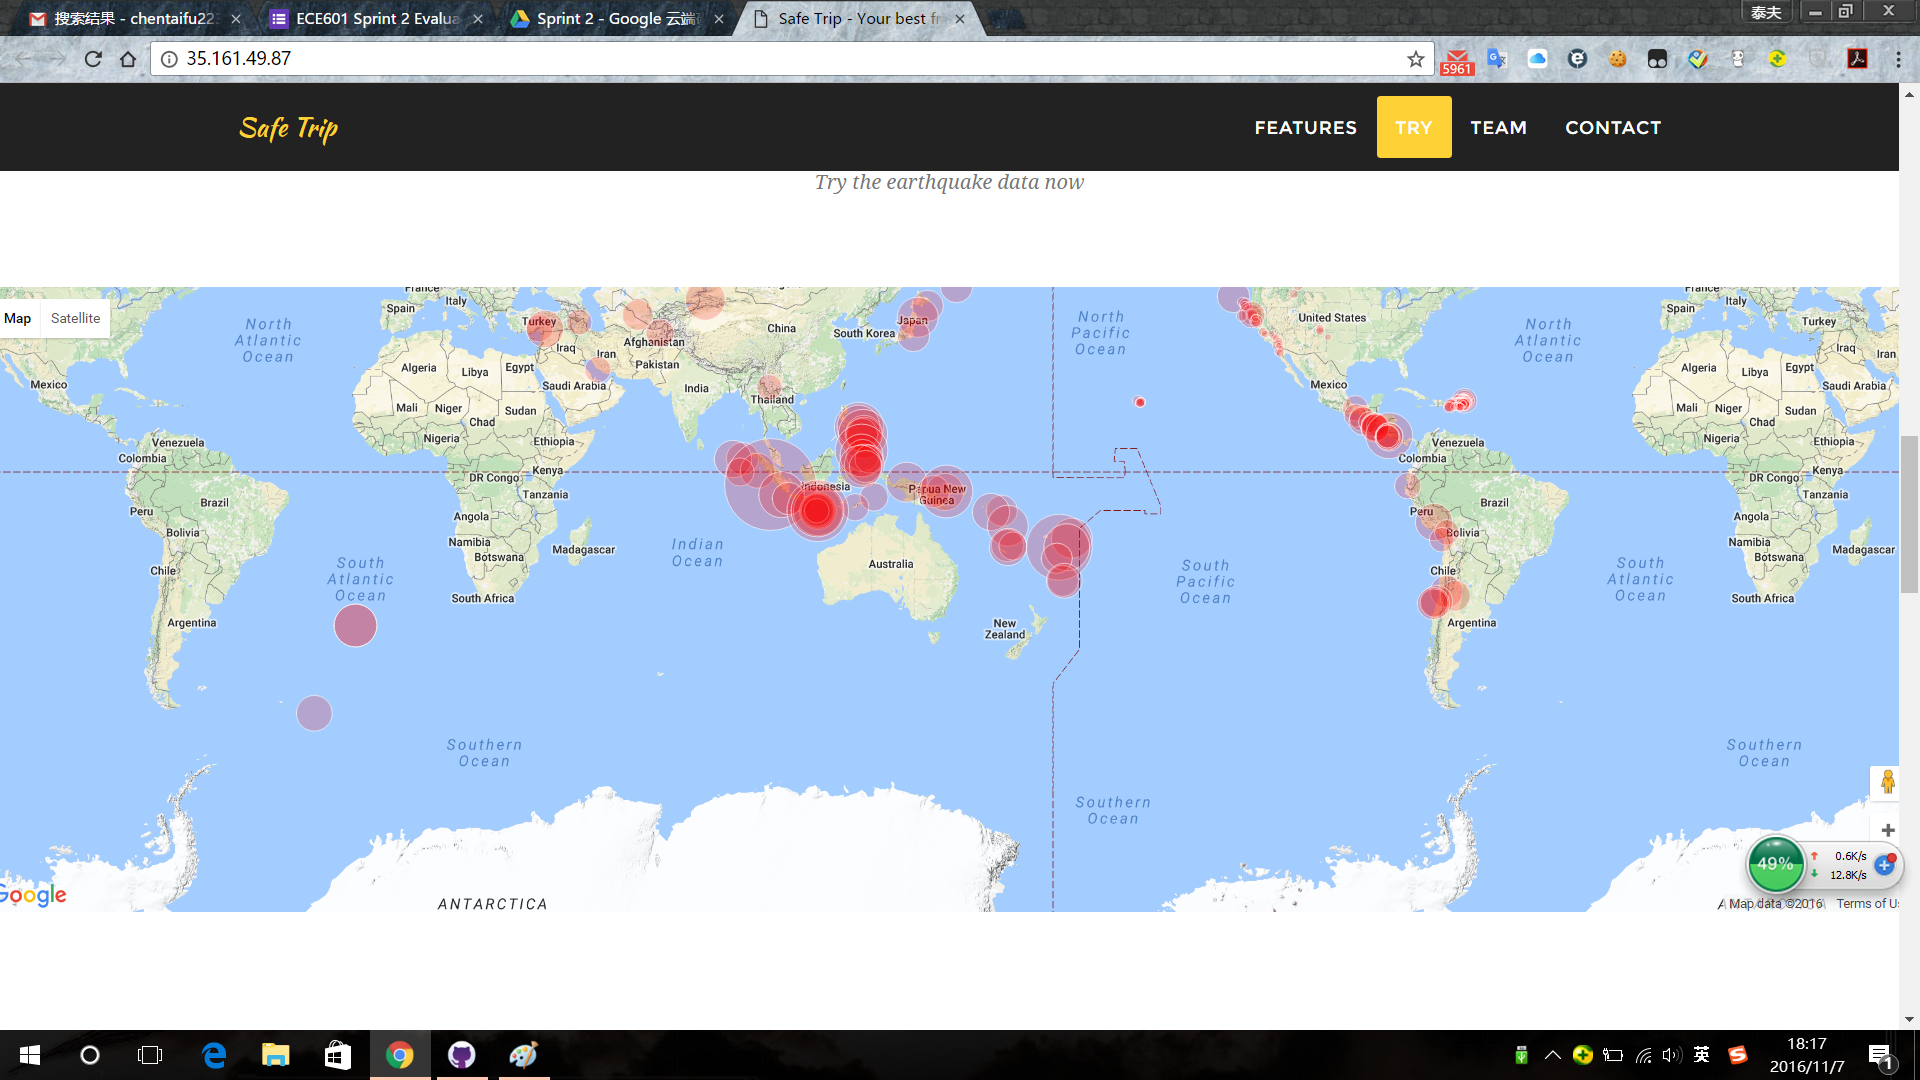 搜索结果 - chentaifu22
ECE601 Sprint 2 Evalua
Sprint 2 - Google 云端
Safe Trip - Your best fr
泰夫
35.161.49.87
5961
Safe Trip
FEATURES
TRY
TEAM
CONTACT
Try the earthquake data now
Map
Satellite
North
Atlantic
Ocean
France
Spain
Italy
Turkey
Iraq
Iran
Afghanistan
Pakistan
China
South Korea
Japan
North
Pacific
Ocean
United States
North
Atlantic
Ocean
France
Spain
Italy
Turkey
Iraq
Iran
Mexico
Algeria
Libya
Egypt
Saudi Arabia
India
Thailand
Mexico
Algeria
Libya
Egypt
Saudi Arabia
Mali
Niger
Chad
Sudan
Nigeria
Ethiopia
Mali
Niger
Chad
Sudan
Nigeria
Ethiopia
Venezuela
Colombia
Kenya
DR Congo
Tanzania
Indonesia
Papua New
Guinea
Venezuela
Colombia
Kenya
DR Congo
Tanzania
Brazil
Peru
Bolivia
Angola
Namibia
Botswana
Madagascar
Brazil
Peru
Bolivia
Angola
Namibia
Botswana
Madagascar
Chile
South
Atlantic
Ocean
South Africa
Indian
Ocean
Australia
South
Pacific
Ocean
Chile
South
Atlantic
Ocean
South Africa
Argentina
New
Zealand
Argentina
Southern
Ocean
Southern
Ocean
Southern
Ocean
49%
0.6K/s
12.8K/s
Google
ANTARCTICA
Map data ©2016
Terms of Us
英
18:17
2016/11/7
1